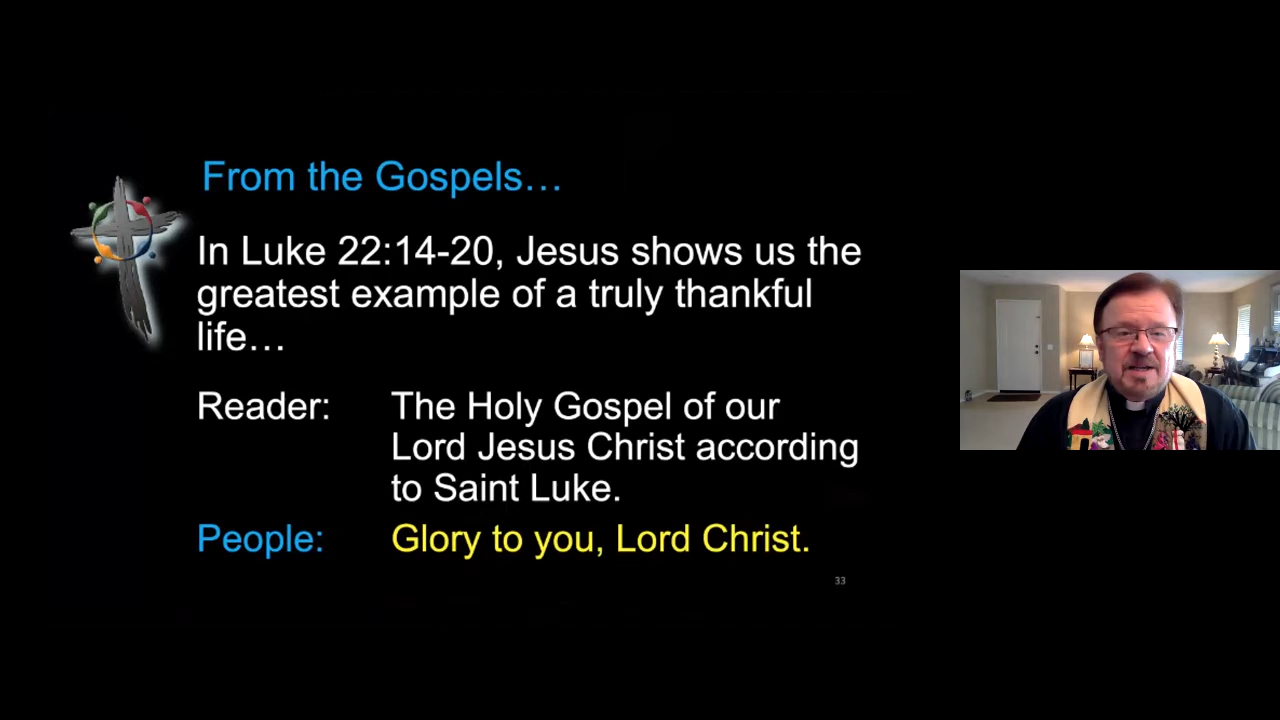 From the Gospels…
In Luke 22:14-20, Jesus shows us the
greatest example of a truly thankful
life…
Reader: The Holy Gospel of our
Lord Jesus Christ according
to Saint Luke.
People: Glory to you, Lord Christ.
33